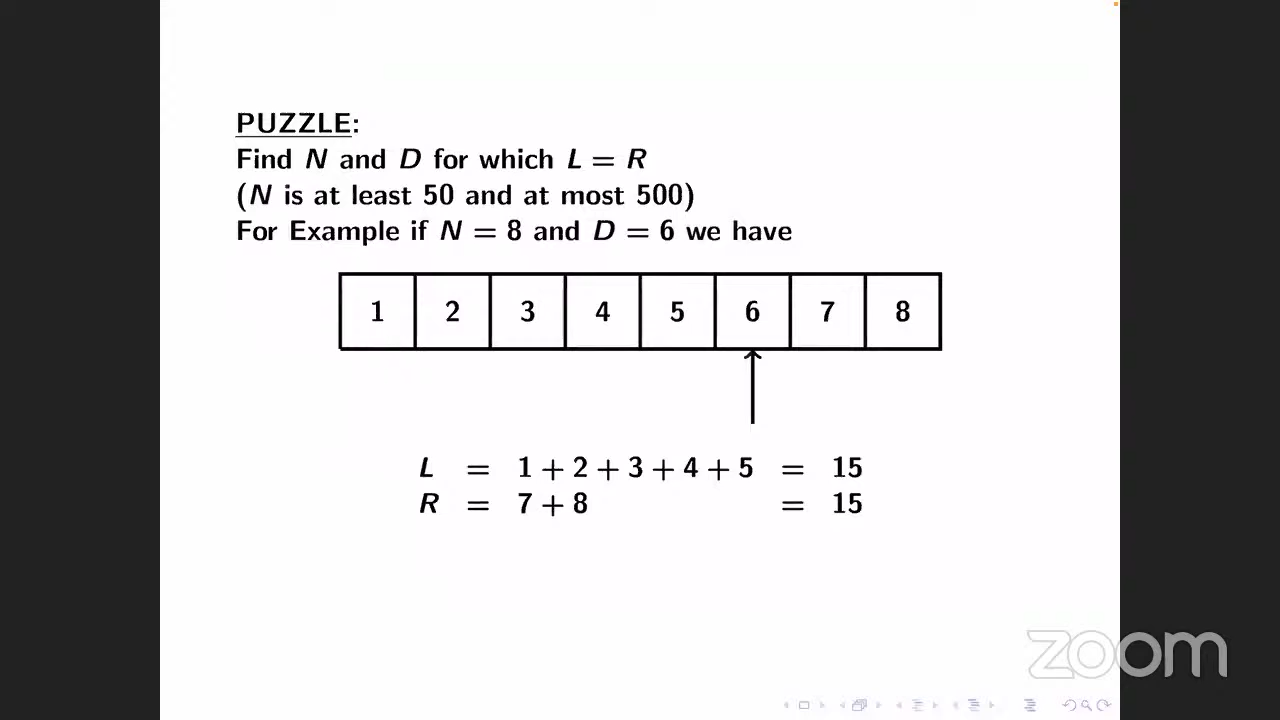 PUZZLE:
Find N and D for which L = R
(N is at least 50 and at most 500)
For Example if N = 8 and D = 6 we have
1 2 3 4 5 6 7 8
L = 1 + 2 + 3 + 4 + 5 = 15
R = 7 + 8 = 15
zoom